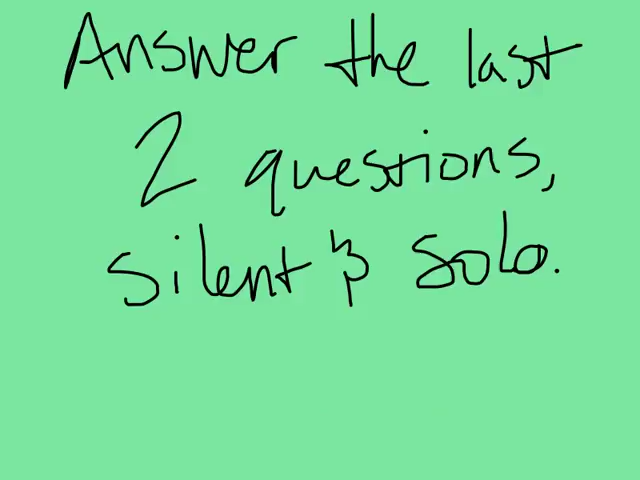 Answer the last
2 questions,
silent & solo.